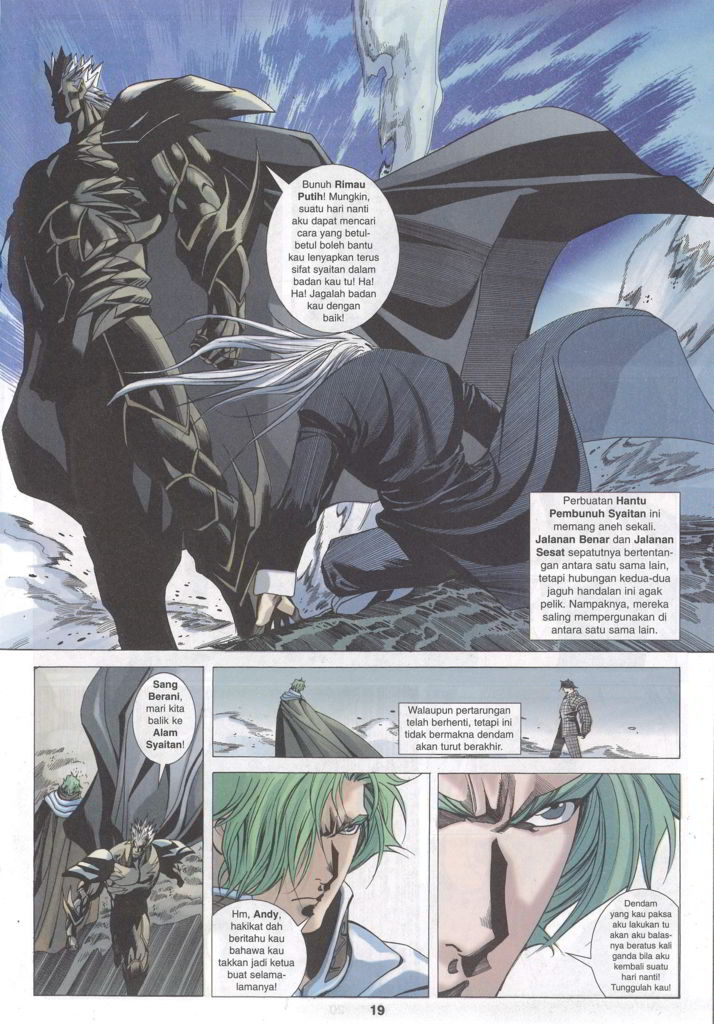 Bunuh Rimau
Putih! Mungkin,
suatu hari nanti
aku dapat mencari
cara yang betul-
betul boleh bantu
kau lenyapkan terus
sifat syaitan dalam
badan kau tu! Ha!
Ha! Jagalah badan
kau dengan
baik!
Perbuatan Hantu
Pembunuh Syaitan ini
memang aneh sekali.
Jalanan Benar dan Jalanan
Sesat sepatutnya bertentan-
gan antara satu sama lain,
tetapi hubungan kedua-dua
jaguh handalan ini agak
pelik. Nampaknya, mereka
saling mempergunakan di
antara satu sama lain.
Sang
Berani,
mari kita
balik ke
Alam
Syaitan!
Walaupun pertarungan
telah berhenti, tetapi ini
tidak bermakna dendam
akan turut berakhir.
Hm, Andy,
hakikat dah
beritahu kau
bahawa kau
takkan jadi ketua
buat selama-
lamanya!
Dendam
yang kau paksa
aku lakukan tu
akan aku balas-
nya beratus kali
ganda bila aku
kembali suatu
hari nanti!
Tunggulah kau!
19